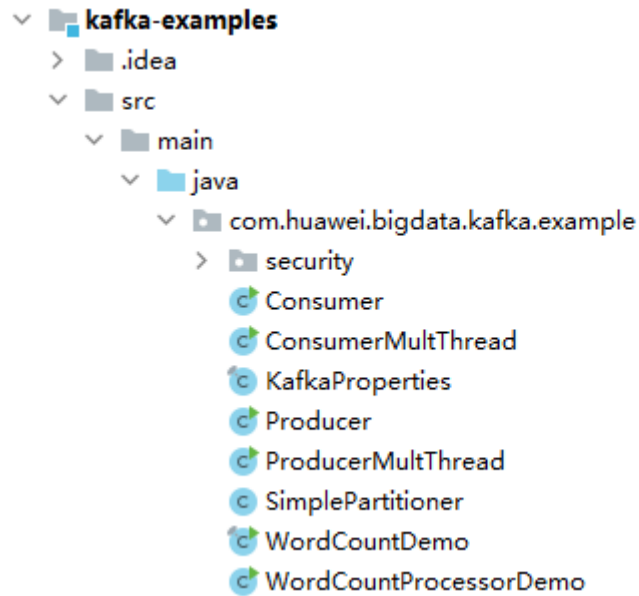 kafka-examples
.idea
src
main
java
com.huawei.bigdata.kafka.example
security
Consumer
ConsumerMultThread
KafkaProperties
Producer
ProducerMultThread
SimplePartitioner
WordCountDemo
WordCountProcessorDemo